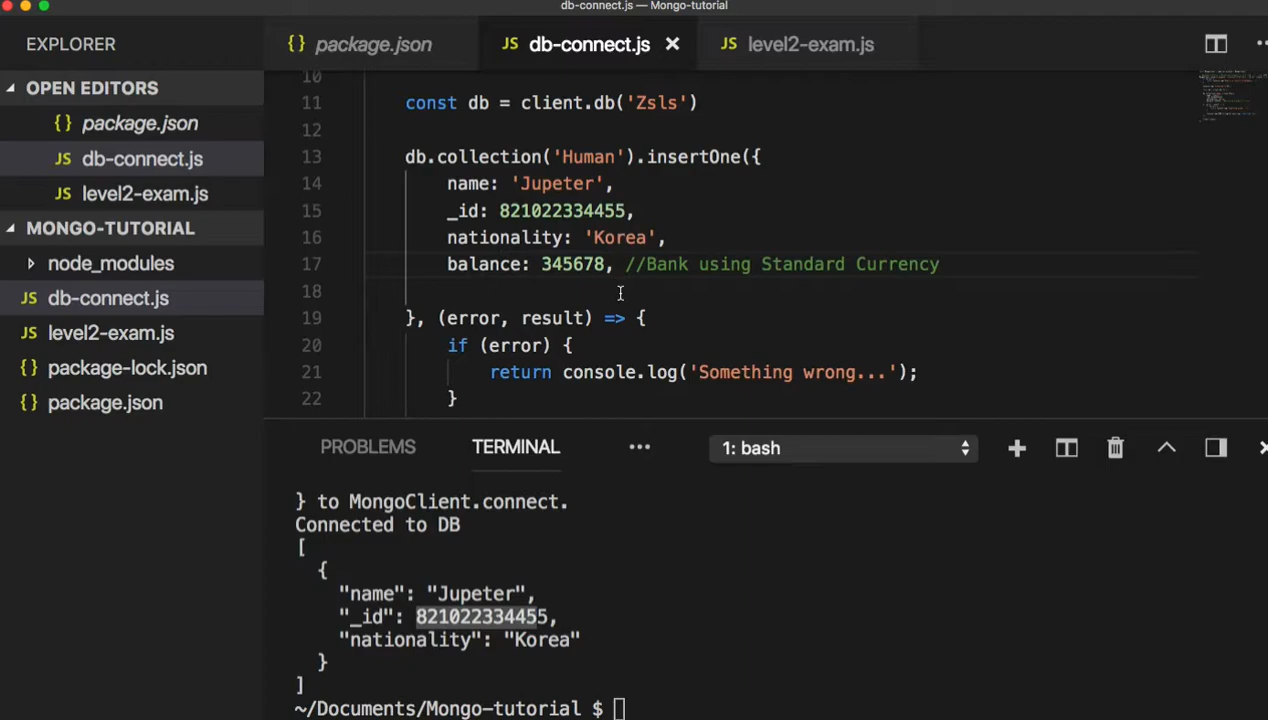 db-connect.js — Mongo-tutorial
EXPLORER
{} package.json
JS db-connect.js ×
JS level2-exam.js
OPEN EDITORS
{} package.json
JS db-connect.js
JS level2-exam.js
MONGO-TUTORIAL
node_modules
JS db-connect.js
JS level2-exam.js
{} package-lock.json
{} package.json
10
11 const db = client.db('Zsls')
12
13 db.collection('Human').insertOne({
14 name: 'Jupeter',
15 _id: 821022334455,
16 nationality: 'Korea',
17 balance: 345678, //Bank using Standard Currency
18
19 }, (error, result) => {
20 if (error) {
21 return console.log('Something wrong...');
22 }
PROBLEMS TERMINAL ••• 1: bash
} to MongoClient.connect.
Connected to DB
[
{
"name": "Jupeter",
"_id": 821022334455,
"nationality": "Korea"
}
]
~/Documents/Mongo-tutorial $